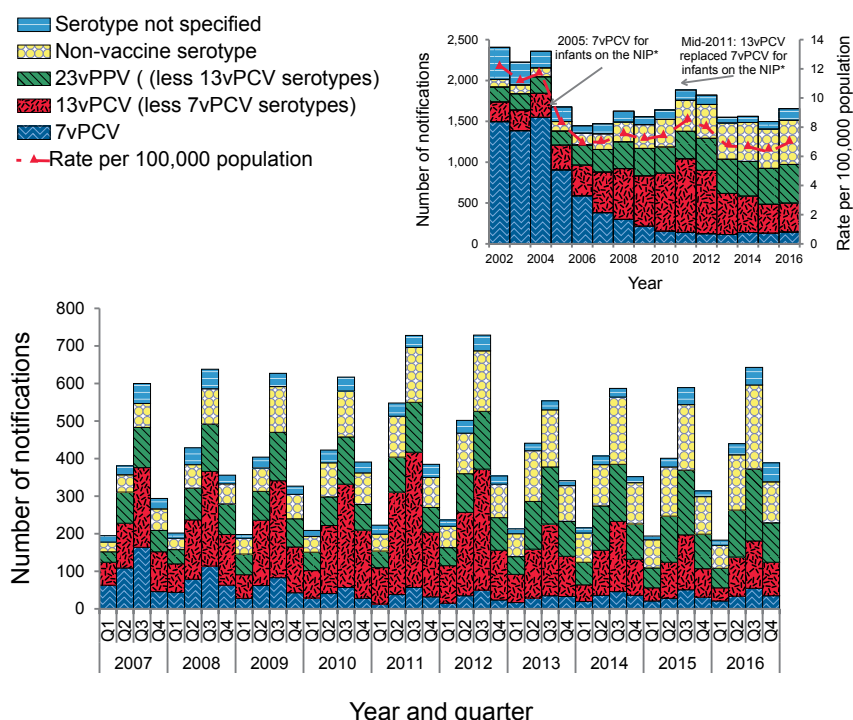 Serotype not specified
Non-vaccine serotype
23vPPV ( (less 13vPCV serotypes)
13vPCV (less 7vPCV serotypes)
7vPCV
Rate per 100,000 population
Number of notifications
2,500
2,000
1,500
1,000
500
0
2005: 7vPCV for
infants on the NIP*
Mid-2011: 13vPCV
replaced 7vPCV for
infants on the NIP*
14
12
10
8
6
4
2
0
Rate per 100,000 population
2002 2004 2006 2008 2010 2012 2014 2016
Year
Number of notifications
800
700
600
500
400
300
200
100
0
Q1 Q2 Q3 Q4 Q1 Q2 Q3 Q4 Q1 Q2 Q3 Q4 Q1 Q2 Q3 Q4 Q1 Q2 Q3 Q4 Q1 Q2 Q3 Q4 Q1 Q2 Q3 Q4 Q1 Q2 Q3 Q4 Q1 Q2 Q3 Q4 Q1 Q2 Q3 Q4
2007 2008 2009 2010 2011 2012 2013 2014 2015 2016
Year and quarter